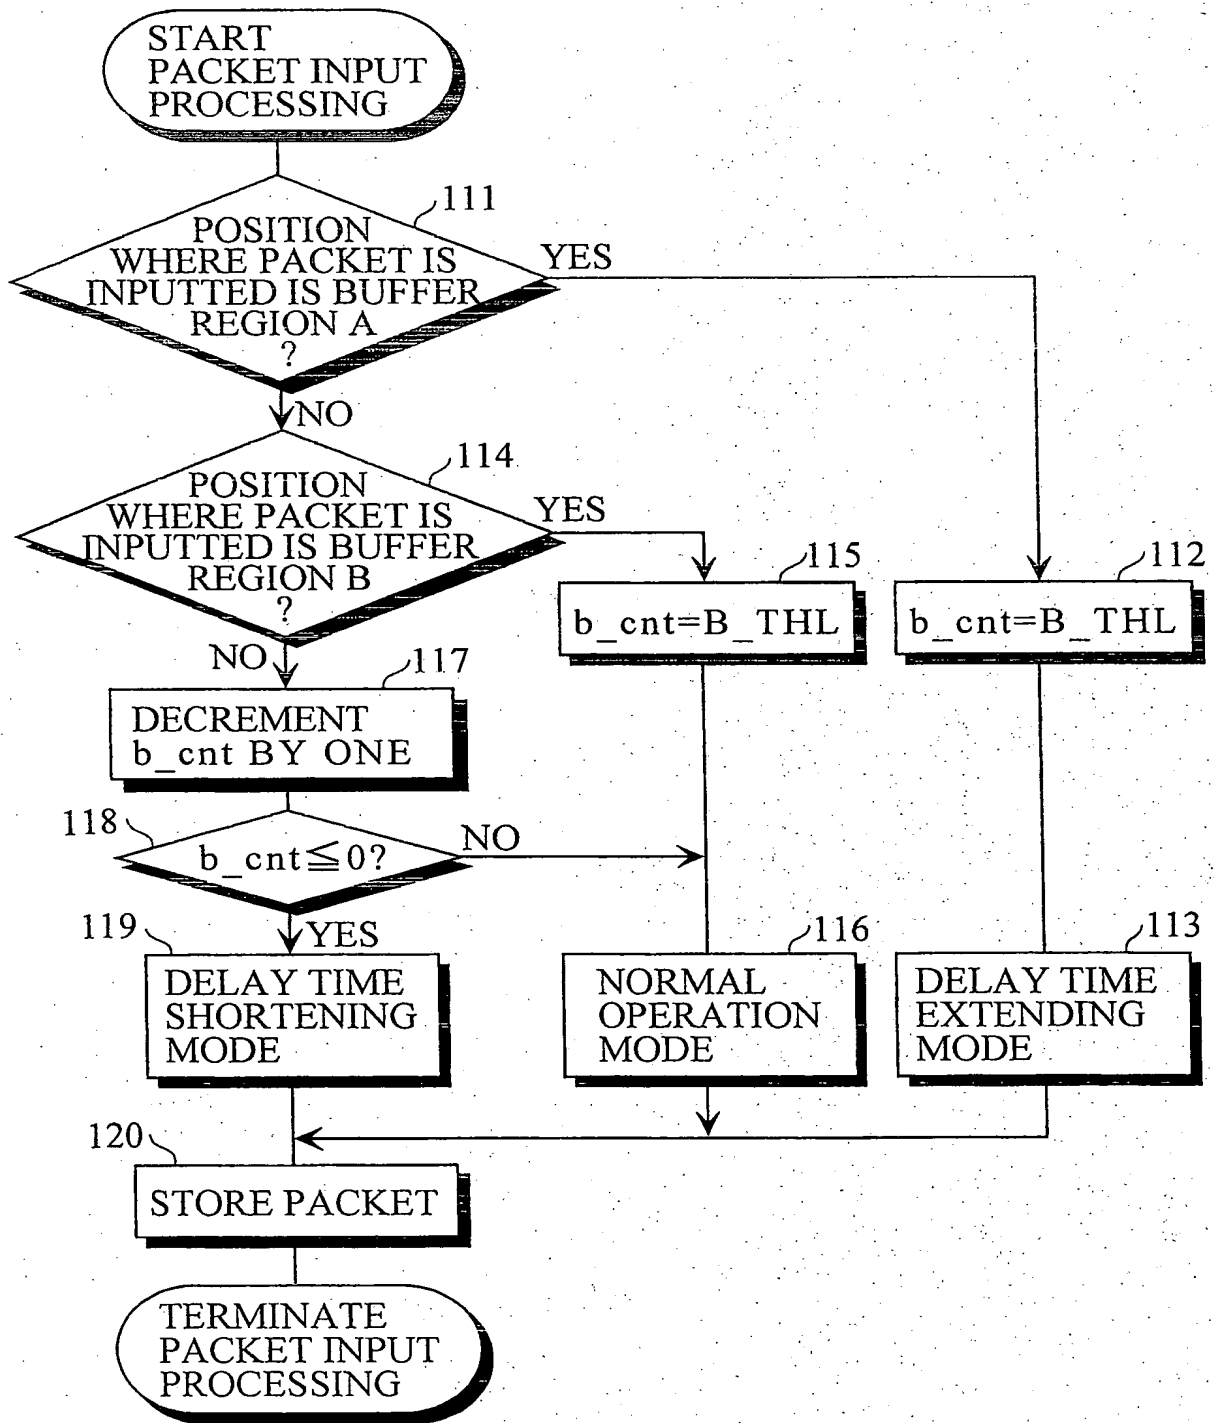 START
PACKET INPUT
PROCESSING
111
POSITION
WHERE PACKET IS
INPUTTED IS BUFFER
REGION A
?
YES
NO
114
POSITION
WHERE PACKET IS
INPUTTED IS BUFFER
REGION B
?
YES
NO
115
b_cnt=B_THL
112
b_cnt=B_THL
117
DECREMENT
b_cnt BY ONE
118
b_cnt≦0?
NO
YES
119
DELAY TIME
SHORTENING
MODE
116
NORMAL
OPERATION
MODE
113
DELAY TIME
EXTENDING
MODE
120
STORE PACKET
TERMINATE
PACKET INPUT
PROCESSING